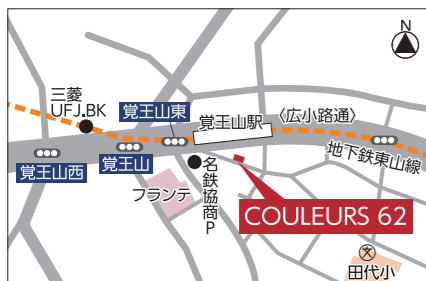 N
三菱
UFJ.BK
覚王山東
覚王山駅
〈広小路通〉
地下鉄東山線
覚王山西
覚王山
名鉄協商P
フランテ
COULEURS 62
文
田代小